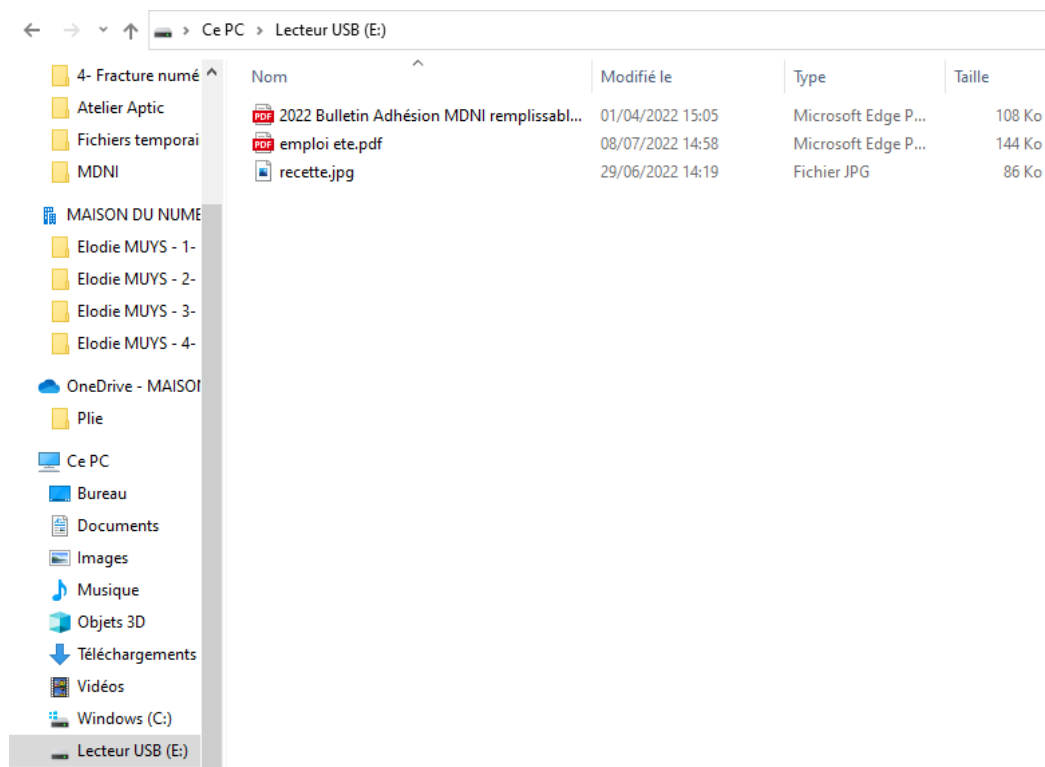 Ce PC > Lecteur USB (E:)
4- Fracture numé
Atelier Aptic
Fichiers temporai
MDNI
MAISON DU NUME
Elodie MUYS - 1-
Elodie MUYS - 2-
Elodie MUYS - 3-
Elodie MUYS - 4-
OneDrive - MAISON
Plie
Ce PC
Bureau
Documents
Images
Musique
Objets 3D
Téléchargements
Vidéos
Windows (C:)
Lecteur USB (E:)
Nom Modifié le Type Taille
PDF 2022 Bulletin Adhésion MDNI remplissabl... 01/04/2022 15:05 Microsoft Edge P... 108 Ko
PDF emploi ete.pdf 08/07/2022 14:58 Microsoft Edge P... 144 Ko
recette.jpg 29/06/2022 14:19 Fichier JPG 86 Ko